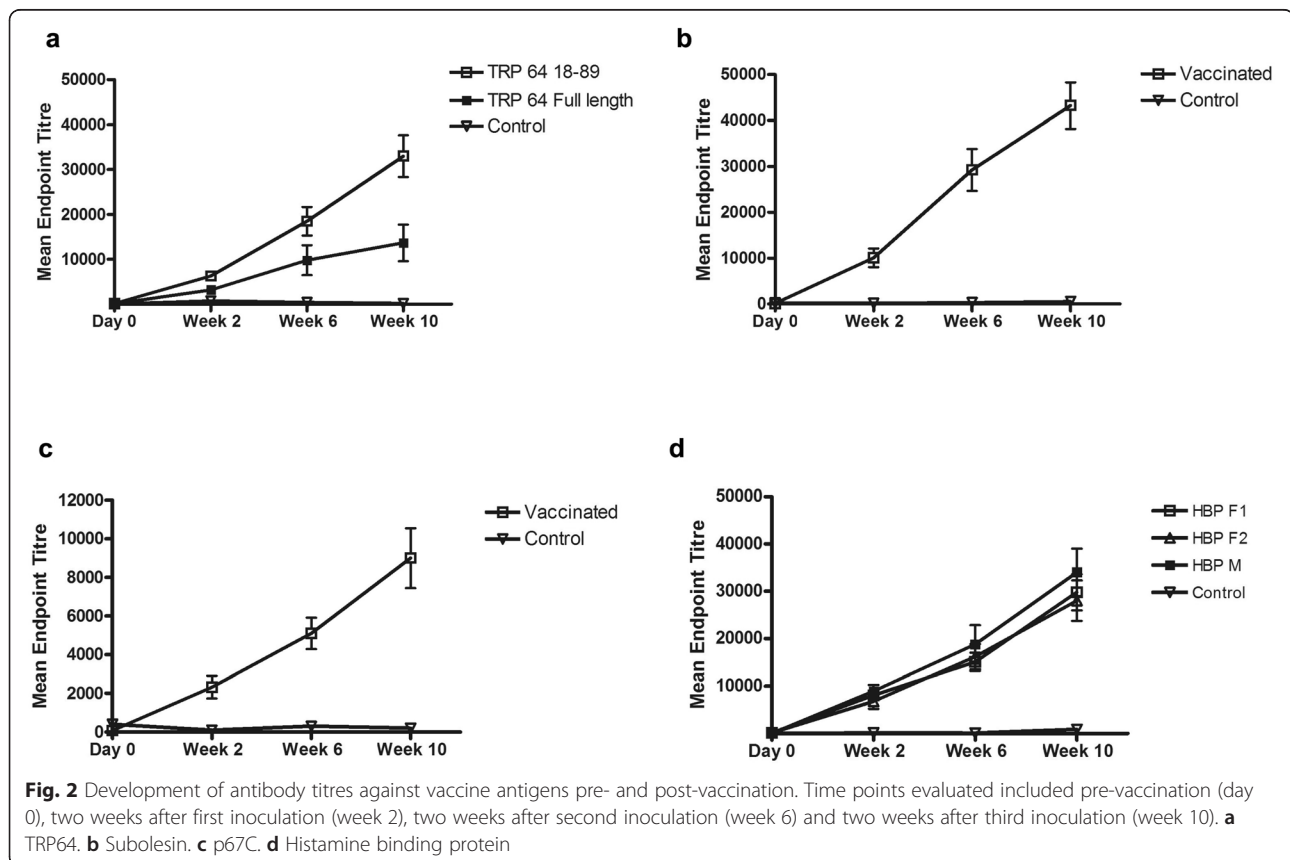 a
TRP 64 18-89
TRP 64 Full length
Control
Mean Endpoint Titre
50000
40000
30000
20000
10000
Day 0 Week 2 Week 6 Week 10
b
Vaccinated
Control
Mean Endpoint Titre
50000
40000
30000
20000
10000
0
Day 0 Week 2 Week 6 Week 10
c
Vaccinated
Control
Mean Endpoint Titre
12000
10000
8000
6000
4000
2000
0
Day 0 Week 2 Week 6 Week 10
d
HBP F1
HBP F2
HBP M
Control
Mean Endpoint Titre
50000
40000
30000
20000
10000
Day 0 Week 2 Week 6 Week 10
Fig. 2 Development of antibody titres against vaccine antigens pre- and post-vaccination. Time points evaluated included pre-vaccination (day
0), two weeks after first inoculation (week 2), two weeks after second inoculation (week 6) and two weeks after third inoculation (week 10). a
TRP64. b Subolesin. c p67C. d Histamine binding protein